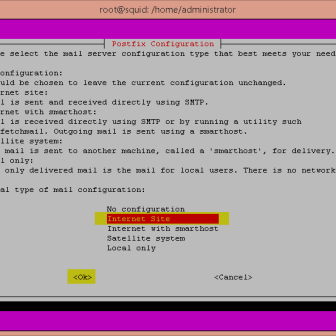 root@squid: /home/administrator
Postfix Configuration
e select the mail server configuration type that best meets your need
onfiguration:
uld be chosen to leave the current configuration unchanged.
rnet site:
l is sent and received directly using SMTP.
rnet with smarthost:
l is received directly using SMTP or by running a utility such
fetchmail. Outgoing mail is sent using a smarthost.
llite system:
mail is sent to another machine, called a 'smarthost', for delivery.
l only:
only delivered mail is the mail for local users. There is no network
al type of mail configuration:
No configuration
Internet Site
Internet with smarthost
Satellite system
Local only
<Ok> <Cancel>